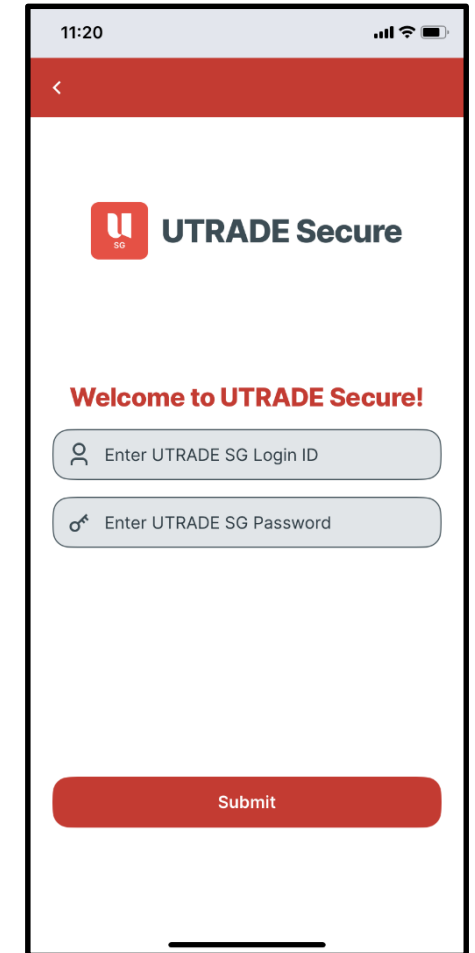 11:20
U
SG
UTRADE Secure
Welcome to UTRADE Secure!
Enter UTRADE SG Login ID
Enter UTRADE SG Password
Submit